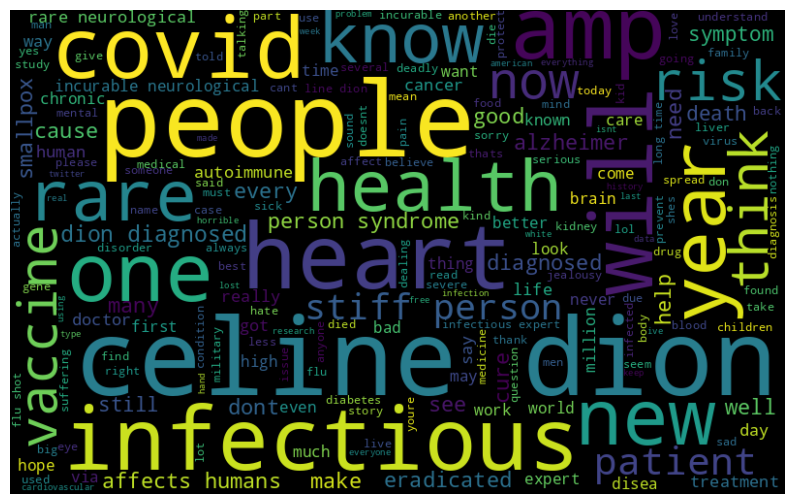 rare neurological
man
part
use
another
love
understand
covid
know
amp
symptom
yes
way
give
problem
incurable
die
study
told
week
protect
american
everything
family
talking
incurable neurological
time
several
deadly
want
now
going
risk
smallpox
chronic
cant
line dion
cancer
mean
food
mind
today
kid
need
death
back
cause
mental
people
sound
doesnt
pain
good
known
isnt
care
liver
long time
human
made
sorry
alzheimer
will
virus
please
medical
thats
serious
year
think
twitter
someone
autoimmune
affect
believe
come
spread
don
nothing
actually
real
rare
said
must
sick
health
brain
history
prevent
shes
diagnosis
name
case
every
person syndrome
kind
better
kidney
last
dion diagnosed
horrible
white
look
lol
data
drug
vaccine
disorder
always
heart
dealing
thing
diagnosed
found
gene
one
best
read
severe
jealousy
life
help
take
using
lost
stiff
person
never
due
many
really
hate
free
infection
infected
blood
children
type
doctor
first
got
died
bad
infectious expert
million
live
body
suffering
find
right
military
condition
less
issue
research
anyone
high
celine dion
say
thank
men
seem
flu shot
hand
flu
may
medicine
cure
question
keep
still
dont
even
diabetes
story
youre
see
work
world
new
well
big
eye
infectious
live
sad
day
hope
used
via
lot
much
everyone
patient
cardiovascular
affects humans
make
eradicated
expert
disea
treatment